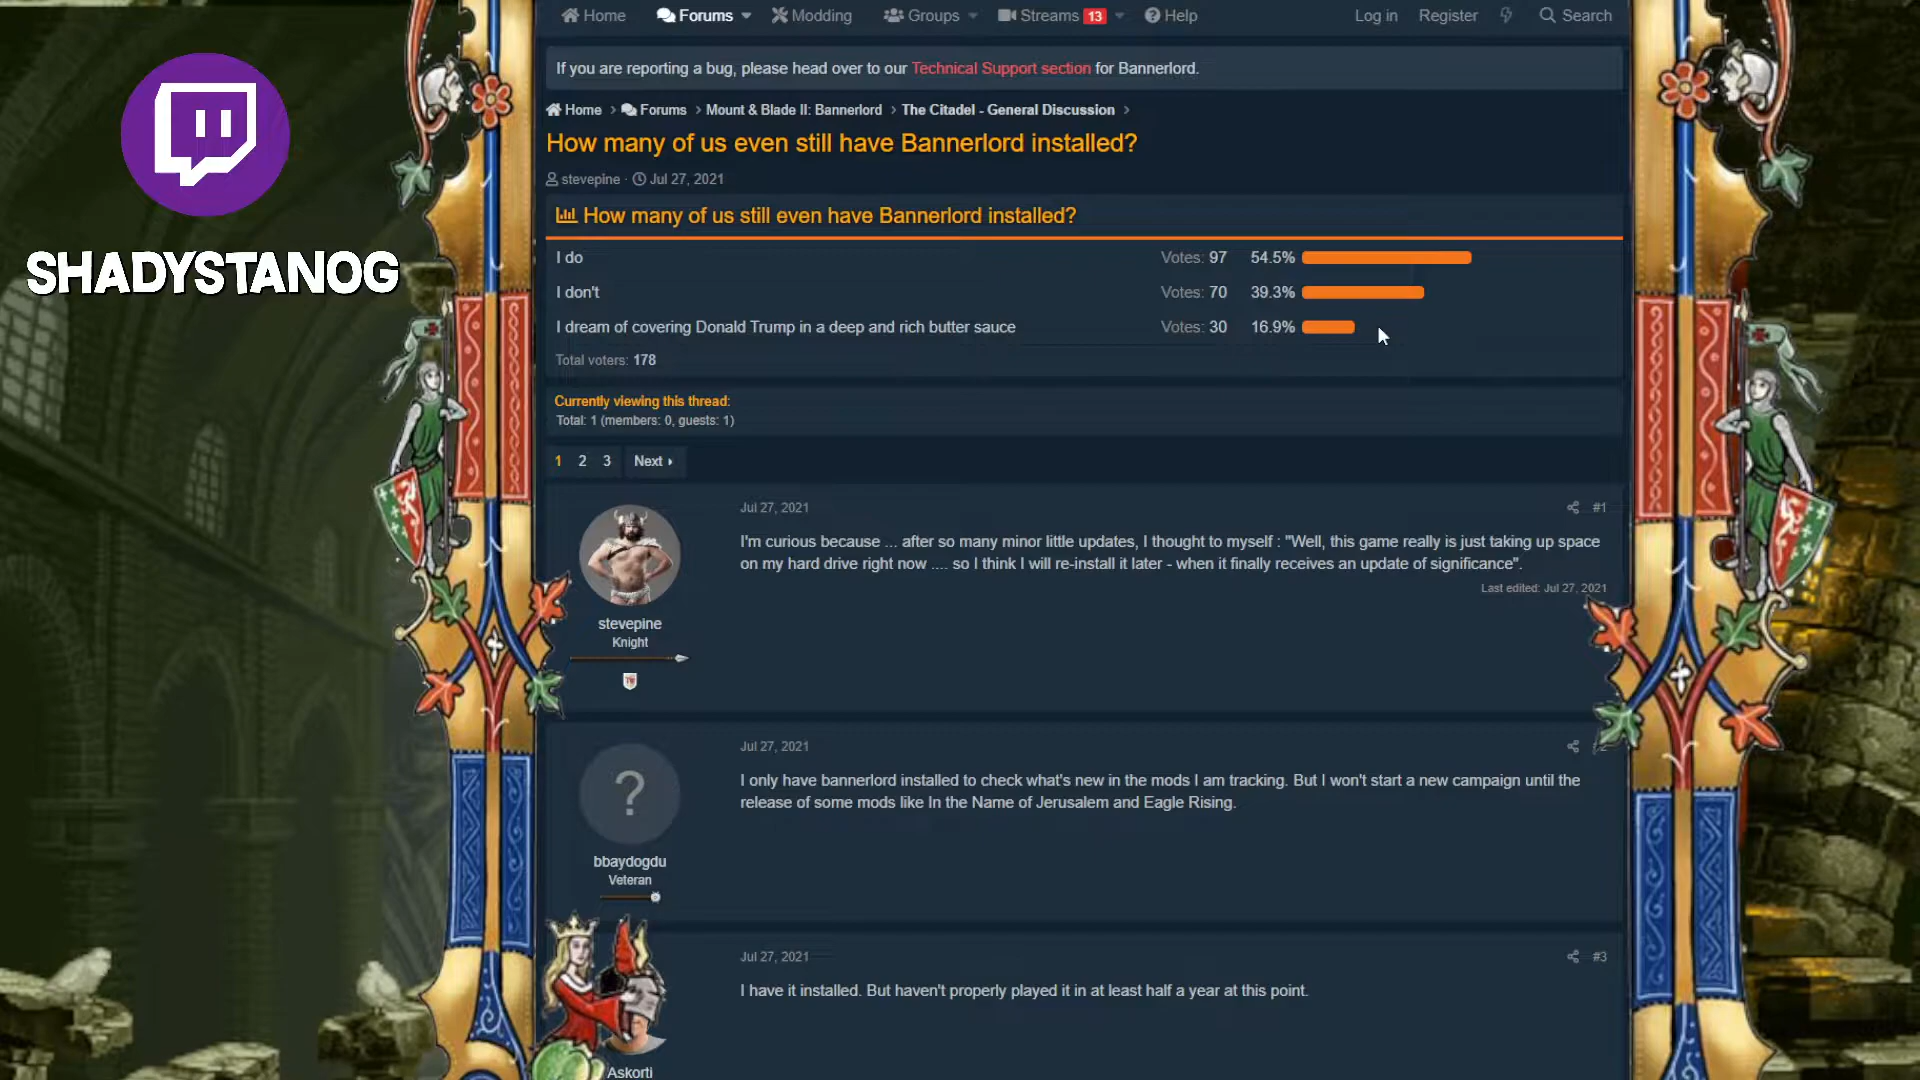 Home Forums Modding Groups Streams 13 Help Log in Register Search
SHADYSTANOG
If you are reporting a bug, please head over to our Technical Support section for Bannerlord.
Home Forums Mount & Blade II: Bannerlord The Citadel - General Discussion
How many of us even still have Bannerlord installed?
stevepine · Jul 27, 2021
How many of us still even have Bannerlord installed?
I do Votes: 97 54.5%
I don't Votes: 70 39.3%
I dream of covering Donald Trump in a deep and rich butter sauce Votes: 30 16.9%
Total voters: 178
Currently viewing this thread:
Total: 1 (members: 0, guests: 1)
1 2 3 Next
Jul 27, 2021 #1
I'm curious because ... after so many minor little updates, I thought to myself : "Well, this game really is just taking up space
on my hard drive right now .... so I think I will re-install it later - when it finally receives an update of significance".
Last edited: Jul 27, 2021
stevepine
Knight
Jul 27, 2021
I only have bannerlord installed to check what's new in the mods I am tracking. But I won't start a new campaign until the
release of some mods like In the Name of Jerusalem and Eagle Rising.
?
bbaydogdu
Veteran
Jul 27, 2021 #3
I have it installed. But haven't properly played it in at least half a year at this point.
Askorti